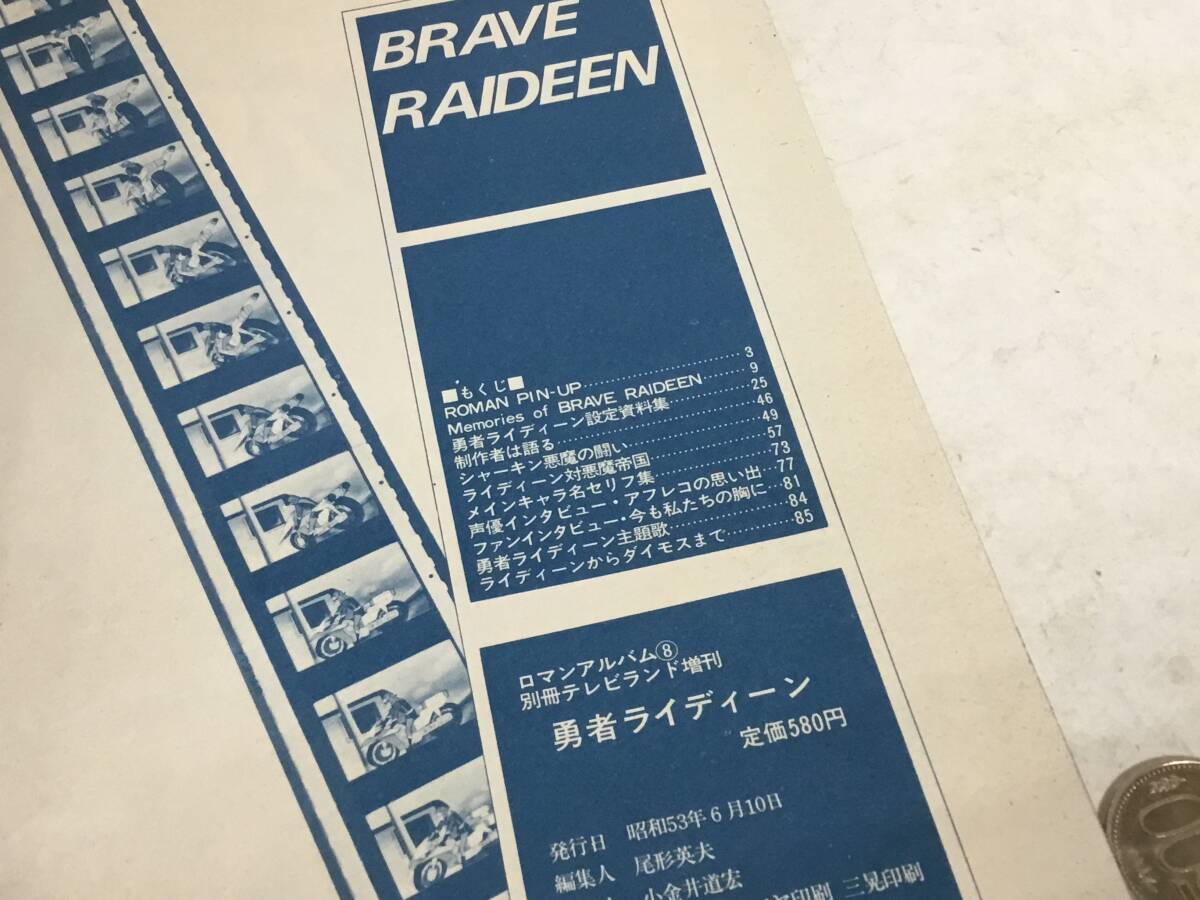 BRAVE
RAIDEEN
■もくじ■
ROMAN PIN-UP……………………3
Memories of BRAVE RAIDEEN………9
勇者ライディーン設定資料集…………25
制作者は語る……………………46
シャーキン悪魔の闘い……………49
ライディーン対悪魔帝国……………57
メインキャラ名セリフ集……………73
声優インタビュー・アフレコの思い出…77
ファンインタビュー・今も私たちの胸に…81
勇者ライディーン主題歌……………84
ライディーンからダイモスまで…………85
ロマンアルバム⑧
別冊テレビランド増刊
勇者ライディーン
定価580円
発行日 昭和53年6月10日
編集人 尾形英夫
小金井道宏
印刷 三晃印刷